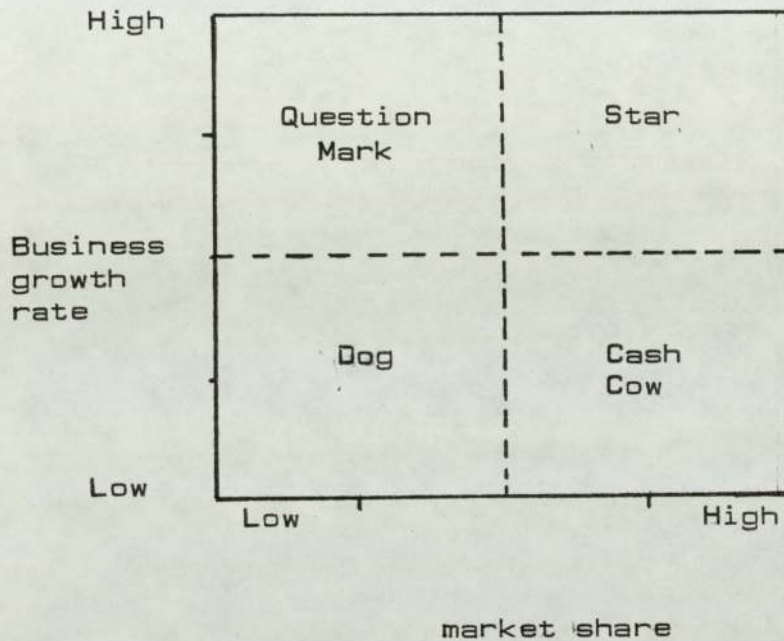 High
Question
Mark
Star
Business
growth
rate
Dog
Cash
Cow
Low
Low
High
market share